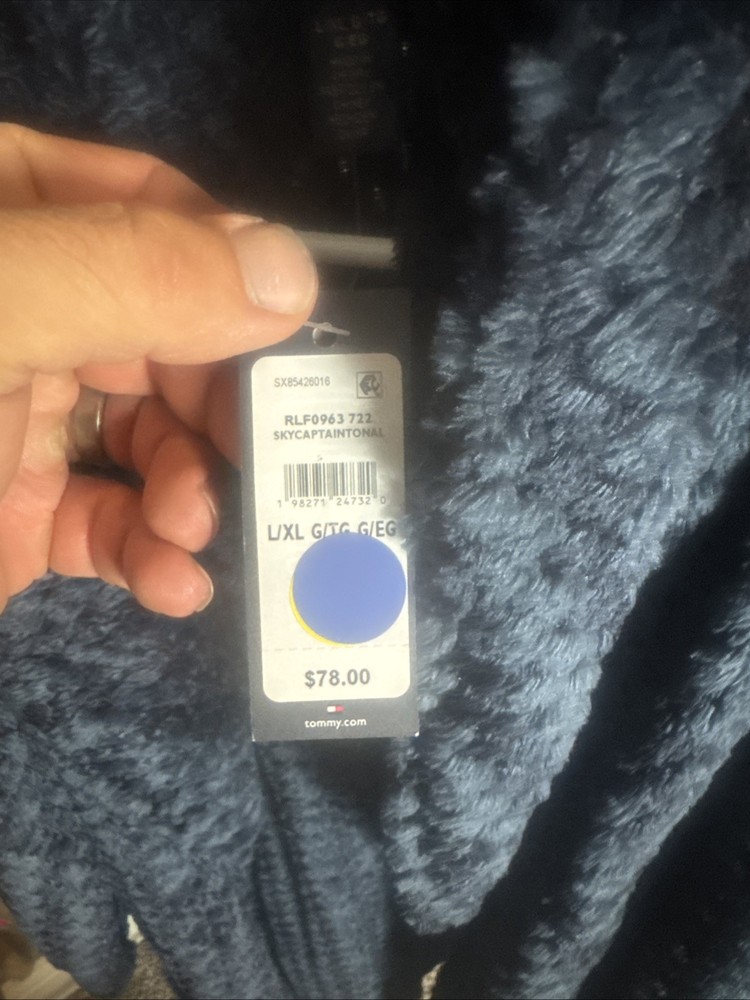 SX85426016
RLF0963 722
SKYCAPTAINTONAL
1 98271 24732 0
L/XL G/TG G/EG
$78.00
tommy.com